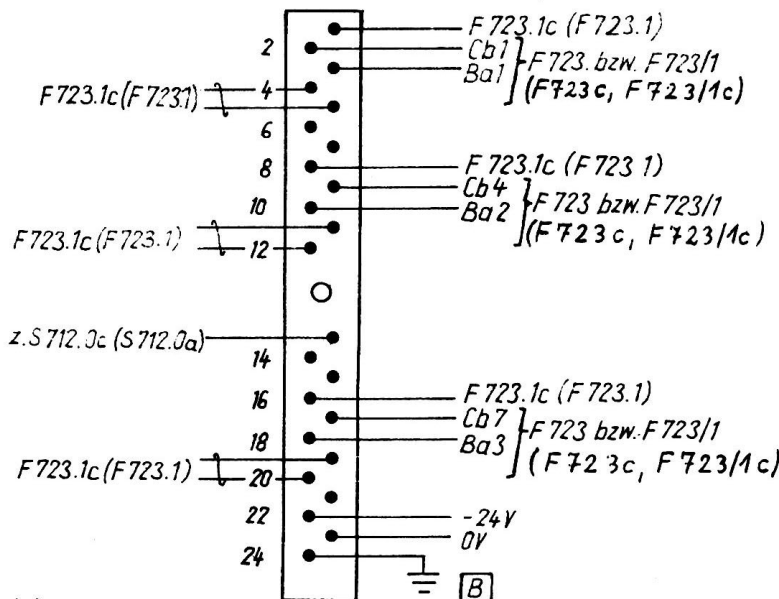 F723.1c (F723.1)
2
Cb1
Ba1
F723. bzw. F723/1
(F723c, F723/1c)
F723.1c (F723.1)
4
6
8
F723.1c (F723 1)
Cb4
10
Ba2
F723 bzw. F723/1
(F723c, F723/1c)
F723.1c (F723.1)
12
z.S712.0c (S712.0a)
14
16
F723.1c (F723.1)
Cb7
18
Ba3
F723 bzw. F723/1
(F723c, F723/1c)
F723.1c (F723.1)
20
22
-24V
0V
24
B